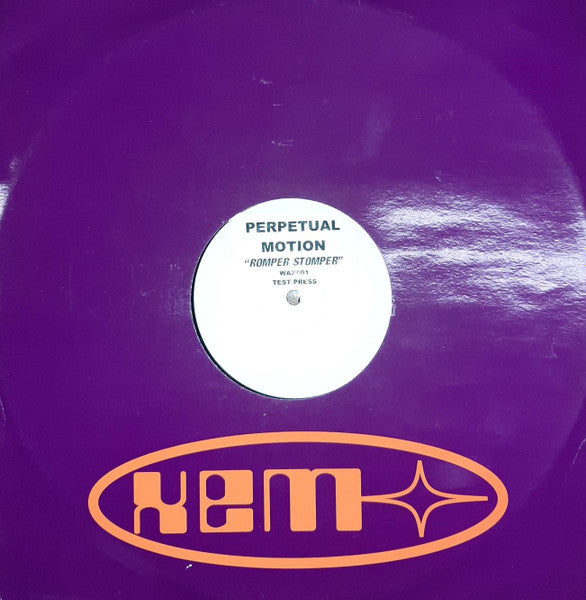 PERPETUAL
MOTION
"ROMPER STOMPER"
TEST PRESS
xem